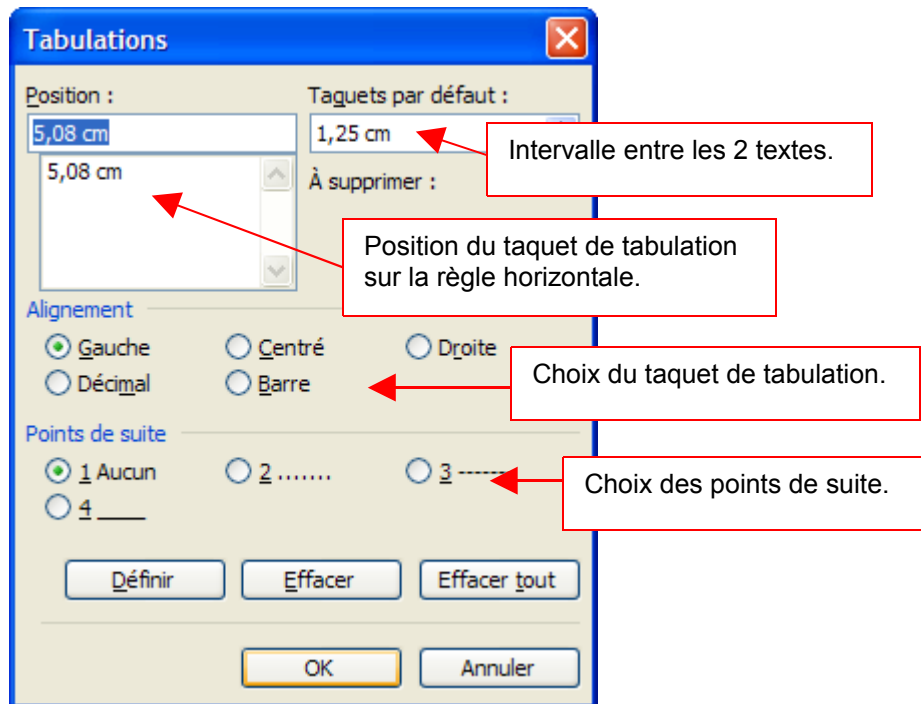 Tabulations
Position :
Taquets par défaut :
5,08 cm
1,25 cm
Intervalle entre les 2 textes.
5,08 cm
À supprimer :
Position du taquet de tabulation
sur la règle horizontale.
Alignement
Gauche
Centré
Droite
Décimal
Barre
Choix du taquet de tabulation.
Points de suite
1 Aucun
2 .......
3 ------
Choix des points de suite.
4 ____
Définir
Effacer
Effacer tout
OK
Annuler